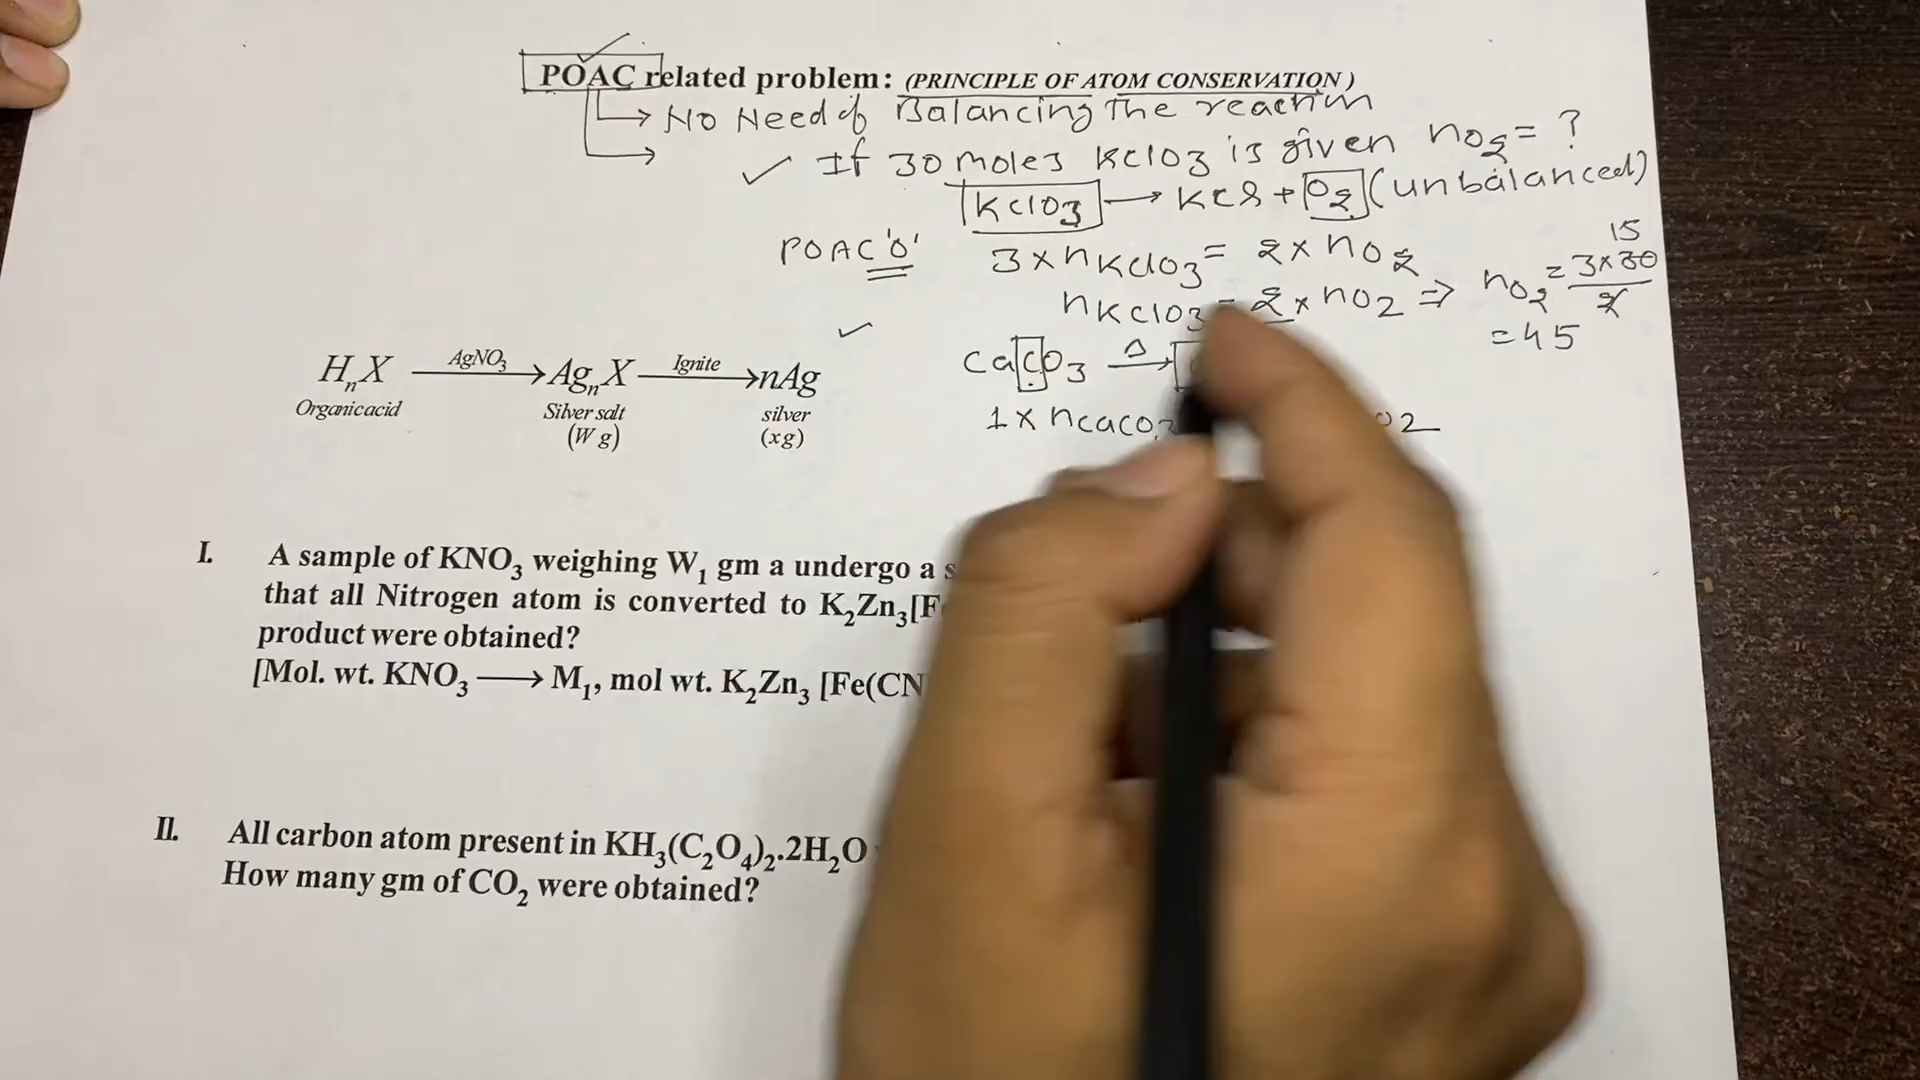 POAC related problem: (PRINCIPLE OF ATOM CONSERVATION)
→ No Need of Balancing The reaction
→
✓ If 30 moles KClO3 is given nO2 = ?
KClO3 → KCl + O2 (unbalanced)
POAC 'O' 3 × nKClO3 = 2 × nO2
nKClO3 = 2 × nO2 ⇒ nO2 = 3×30/2 15
= 45
HnX —AgNO3→ AgnX —Ignite→ nAg
Organic acid Silver salt silver
(W g) (xg)
CaCO3 —Δ→
1 × nCaCO3 O2
I. A sample of KNO3 weighing W1 gm a undergo a
that all Nitrogen atom is converted to K2Zn3[F
product were obtained?
[Mol. wt. KNO3 → M1, mol wt. K2Zn3 [Fe(CN
II. All carbon atom present in KH3(C2O4)2.2H2O
How many gm of CO2 were obtained?